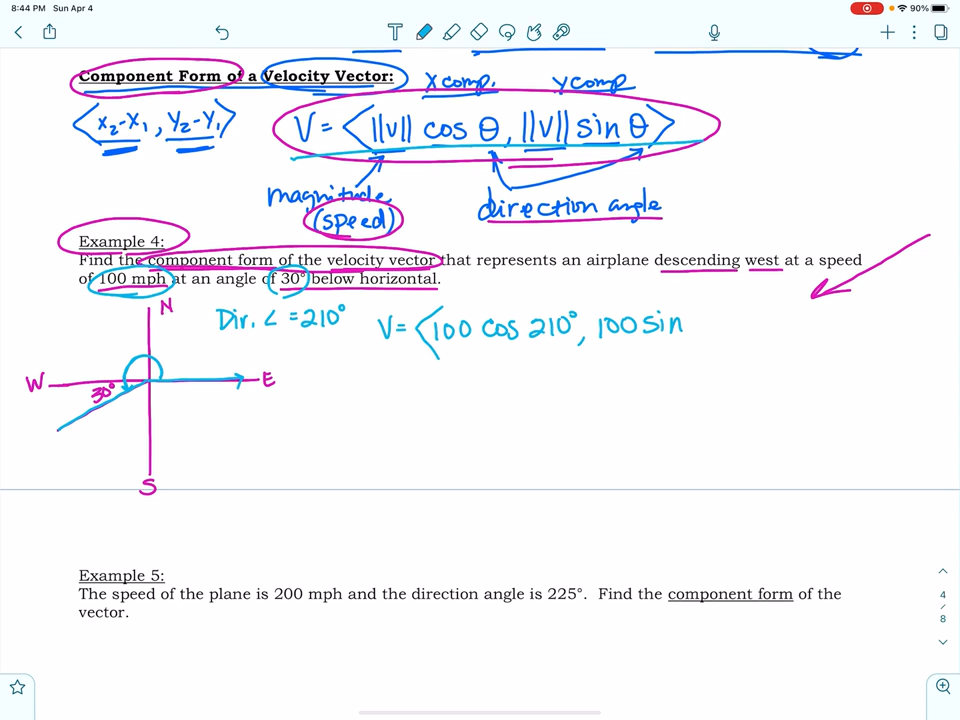 8:44 PM Sun Apr 4
90%
T
Component Form of a Velocity Vector:
X comp. Y comp
<x₂-x₁, y₂-y₁>
V = <||v|| cos θ, ||v|| sin θ>
magnitude
(speed)
direction angle
Example 4:
Find the component form of the velocity vector that represents an airplane descending west at a speed
of 100 mph at an angle of 30° below horizontal.
N
Dir. ∠ = 210°
V = <100 cos 210°, 100 sin
W
30°
E
S
Example 5:
The speed of the plane is 200 mph and the direction angle is 225°. Find the component form of the
vector.
4
/
8